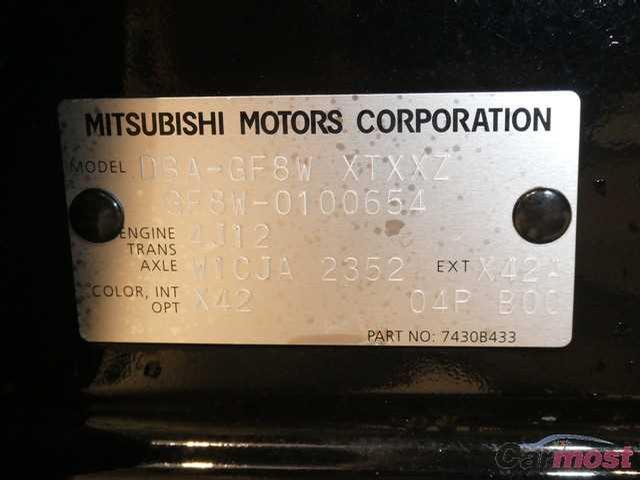 MITSUBISHI MOTORS CORPORATION
MODEL DBA-GF8W XTXXZ
GF8W-0100654
ENGINE 4J12
TRANS
AXLE W1CJA 2352 EXT X42A
COLOR, INT X42 04P B00
OPT
PART NO: 7430B433
Carmost